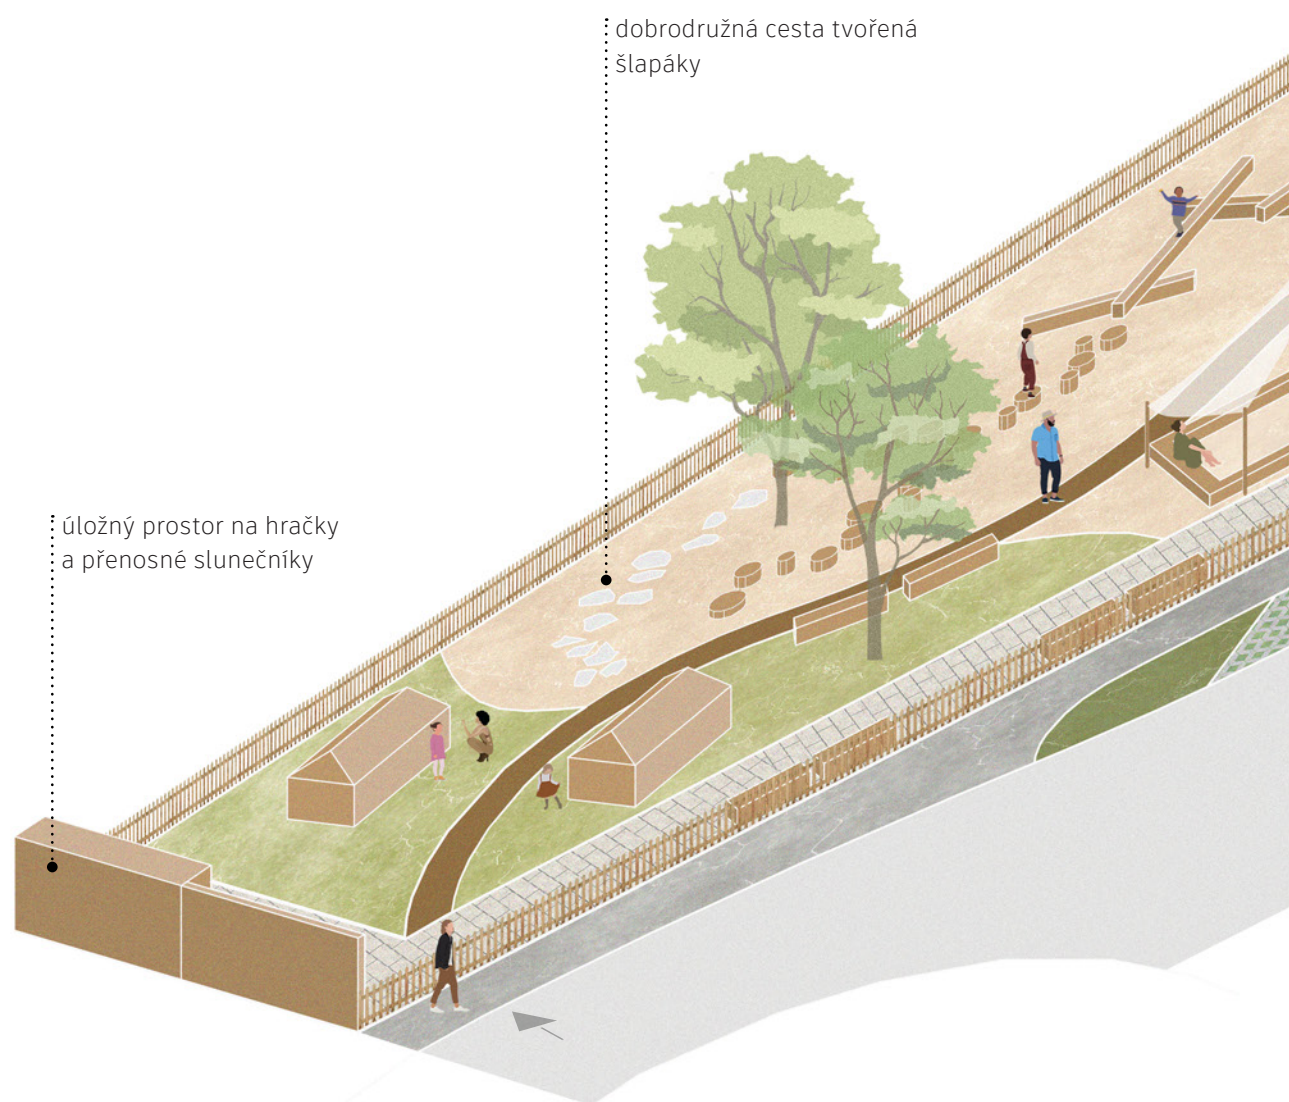 dobrodružná cesta tvořená
šlapáky
úložný prostor na hračky
a přenosné slunečníky